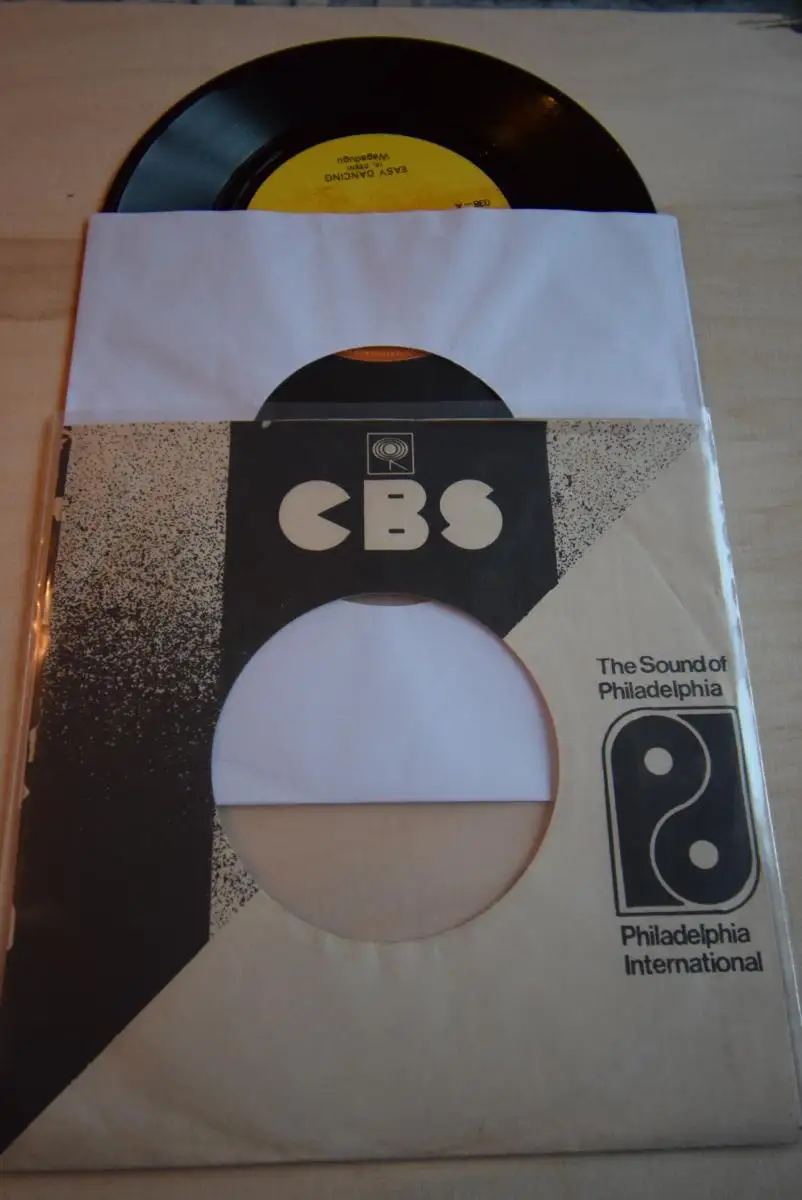 EASY DANCING
Wagadugu
CBS
The Sound of
Philadelphia
Philadelphia
International